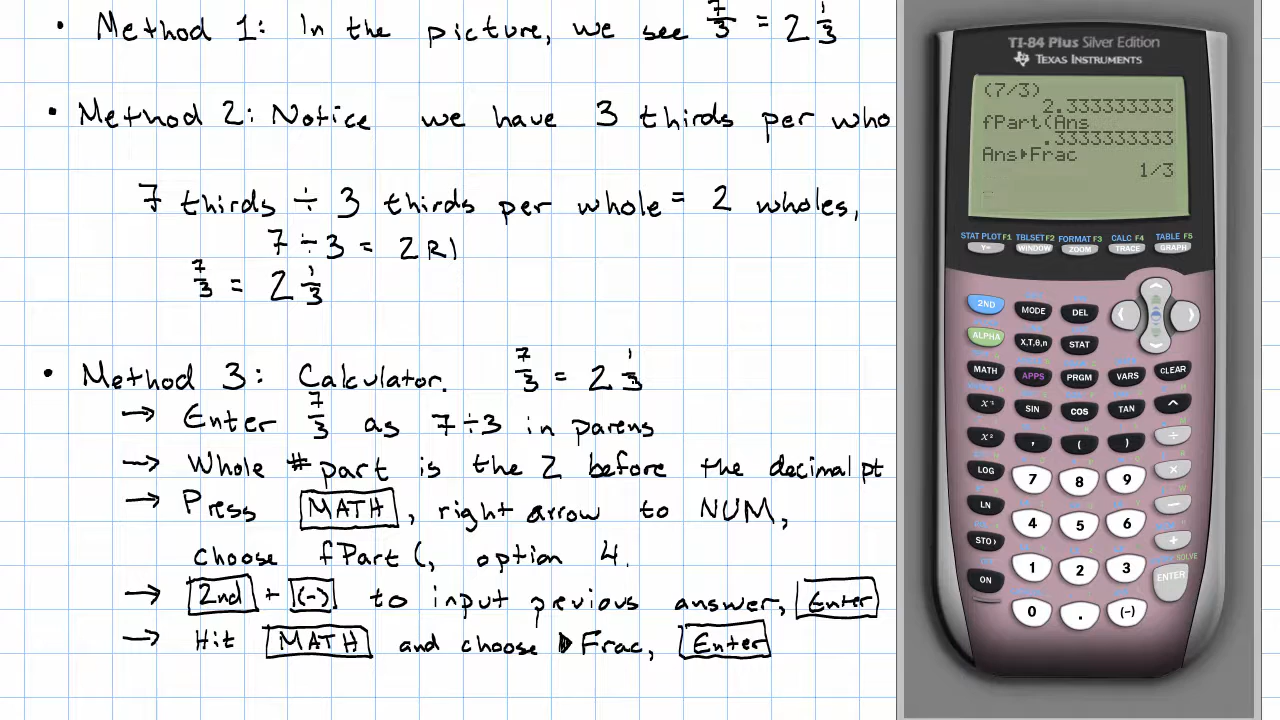 • Method 1: In the picture, we see 7/3 = 2 1/3
• Method 2: Notice we have 3 thirds per who
7 thirds ÷ 3 thirds per whole = 2 wholes,
7 ÷ 3 = 2 R1
7/3 = 2 1/3
• Method 3: Calculator. 7/3 = 2 1/3
→ Enter 7/3 as 7÷3 in parens
→ Whole # part is the 2 before the decimal pt
→ Press MATH, right arrow to NUM,
choose fPart(, option 4.
→ 2nd + (-) to input previous answer, Enter
→ Hit MATH and choose ▶Frac, Enter
TI-84 Plus Silver Edition
TEXAS INSTRUMENTS
(7/3)
2.333333333
fPart(Ans
.3333333333
Ans▶Frac
1/3
STAT PLOT F1 TBLSET F2 FORMAT F3 CALC F4 TABLE F5
Y= WINDOW ZOOM TRACE GRAPH
2ND MODE DEL
ALPHA X,T,θ,n STAT
MATH APPS PRGM VARS CLEAR
x⁻¹ SIN COS TAN ^
x² , ( ) ÷
LOG 7 8 9 ×
LN 4 5 6 −
STO› 1 2 3 +
ON 0 . (-) ENTER
SOLVE